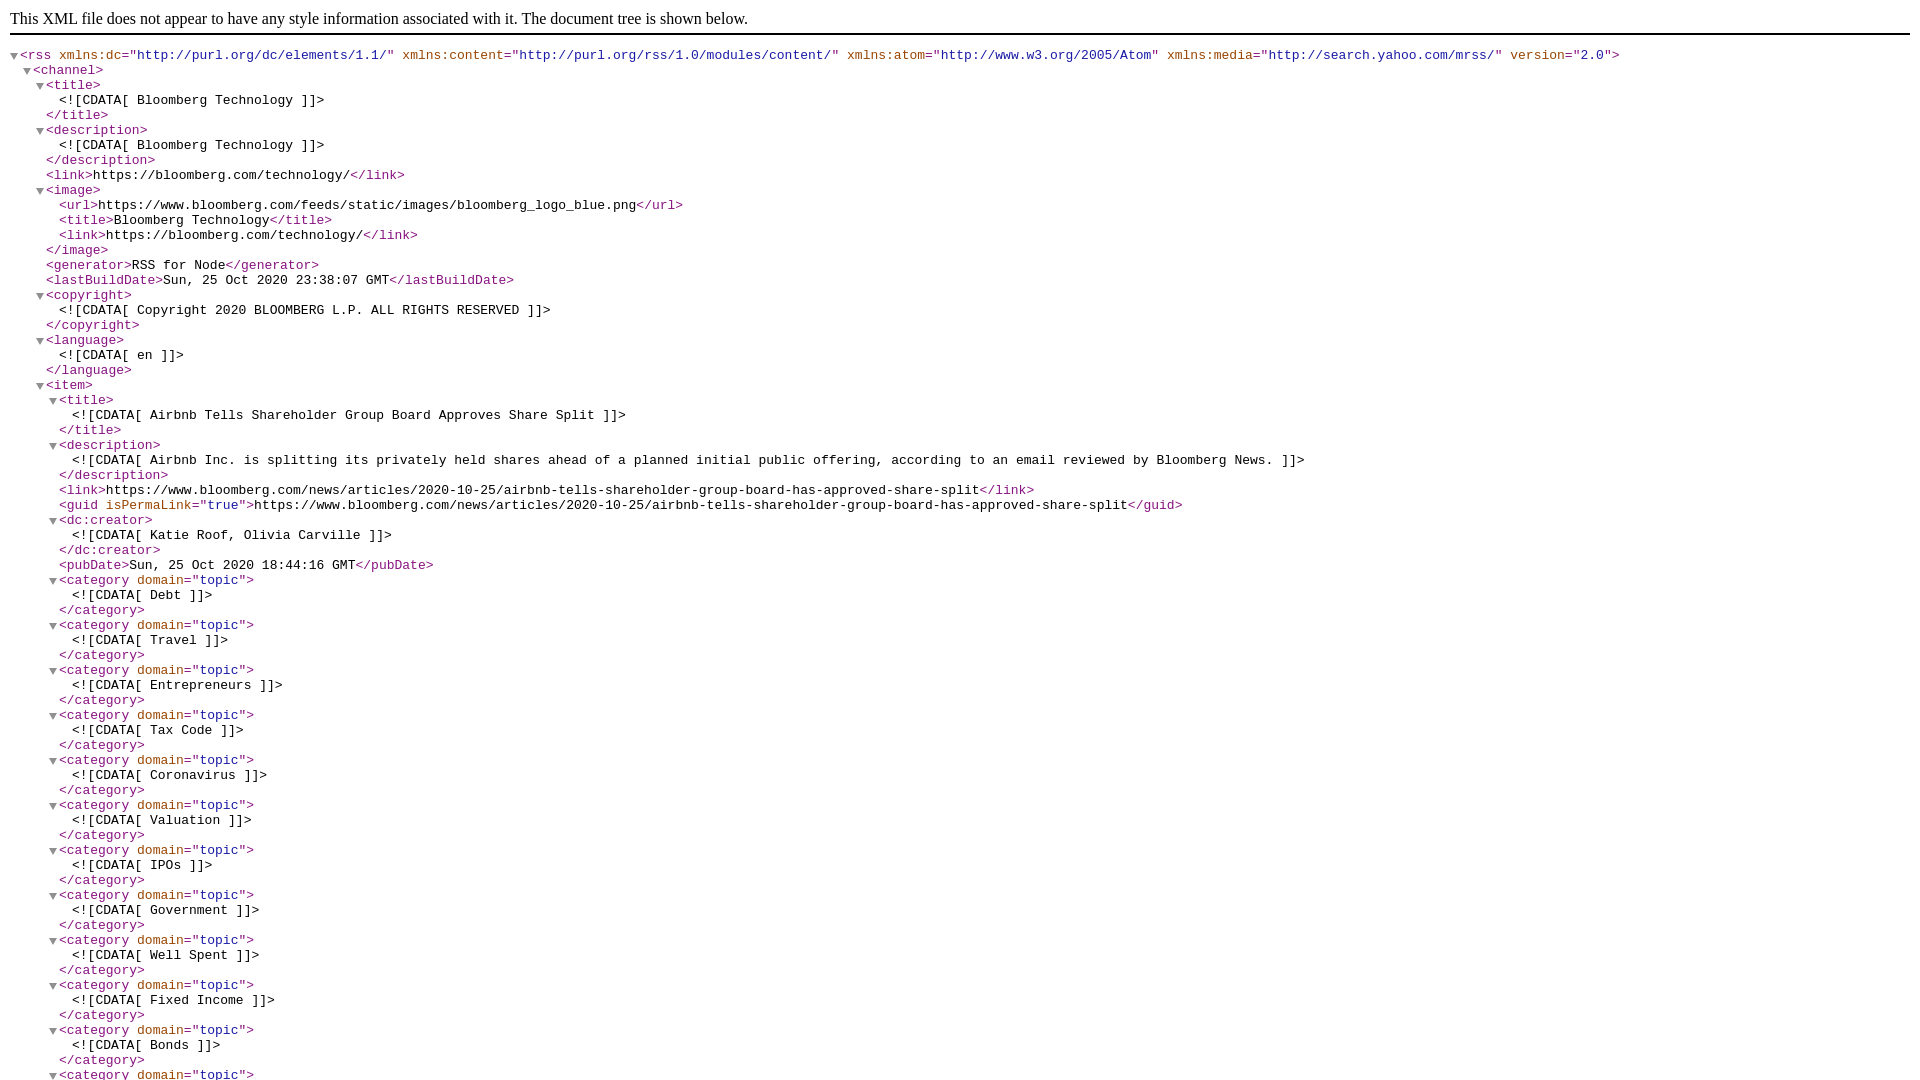 This XML file does not appear to have any style information associated with it. The document tree is shown below.
<rss xmlns:dc="http://purl.org/dc/elements/1.1/" xmlns:content="http://purl.org/rss/1.0/modules/content/" xmlns:atom="http://www.w3.org/2005/Atom" xmlns:media="http://search.yahoo.com/mrss/" version="2.0">
<channel>
<title>
<![CDATA[ Bloomberg Technology ]]>
</title>
<description>
<![CDATA[ Bloomberg Technology ]]>
</description>
<link>https://bloomberg.com/technology/</link>
<image>
<url>https://www.bloomberg.com/feeds/static/images/bloomberg_logo_blue.png</url>
<title>Bloomberg Technology</title>
<link>https://bloomberg.com/technology/</link>
</image>
<generator>RSS for Node</generator>
<lastBuildDate>Sun, 25 Oct 2020 23:38:07 GMT</lastBuildDate>
<copyright>
<![CDATA[ Copyright 2020 BLOOMBERG L.P. ALL RIGHTS RESERVED ]]>
</copyright>
<language>
<![CDATA[ en ]]>
</language>
<item>
<title>
<![CDATA[ Airbnb Tells Shareholder Group Board Approves Share Split ]]>
</title>
<description>
<![CDATA[ Airbnb Inc. is splitting its privately held shares ahead of a planned initial public offering, according to an email reviewed by Bloomberg News. ]]>
</description>
<link>https://www.bloomberg.com/news/articles/2020-10-25/airbnb-tells-shareholder-group-board-has-approved-share-split</link>
<guid isPermaLink="true">https://www.bloomberg.com/news/articles/2020-10-25/airbnb-tells-shareholder-group-board-has-approved-share-split</guid>
<dc:creator>
<![CDATA[ Katie Roof, Olivia Carville ]]>
</dc:creator>
<pubDate>Sun, 25 Oct 2020 18:44:16 GMT</pubDate>
<category domain="topic">
<![CDATA[ Debt ]]>
</category>
<category domain="topic">
<![CDATA[ Travel ]]>
</category>
<category domain="topic">
<![CDATA[ Entrepreneurs ]]>
</category>
<category domain="topic">
<![CDATA[ Tax Code ]]>
</category>
<category domain="topic">
<![CDATA[ Coronavirus ]]>
</category>
<category domain="topic">
<![CDATA[ Valuation ]]>
</category>
<category domain="topic">
<![CDATA[ IPOs ]]>
</category>
<category domain="topic">
<![CDATA[ Government ]]>
</category>
<category domain="topic">
<![CDATA[ Well Spent ]]>
</category>
<category domain="topic">
<![CDATA[ Fixed Income ]]>
</category>
<category domain="topic">
<![CDATA[ Bonds ]]>
</category>
<category domain="topic">